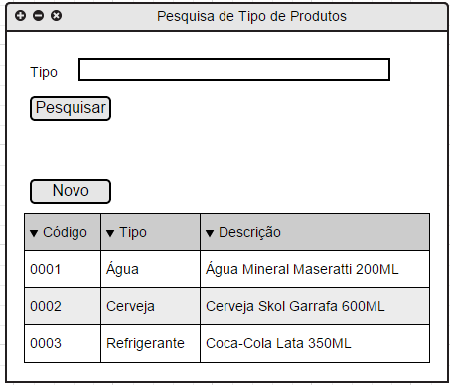 Pesquisa de Tipo de Produtos
Tipo
Pesquisar
Novo
Código Tipo Descrição
0001 Água Água Mineral Maseratti 200ML
0002 Cerveja Cerveja Skol Garrafa 600ML
0003 Refrigerante Coca-Cola Lata 350ML